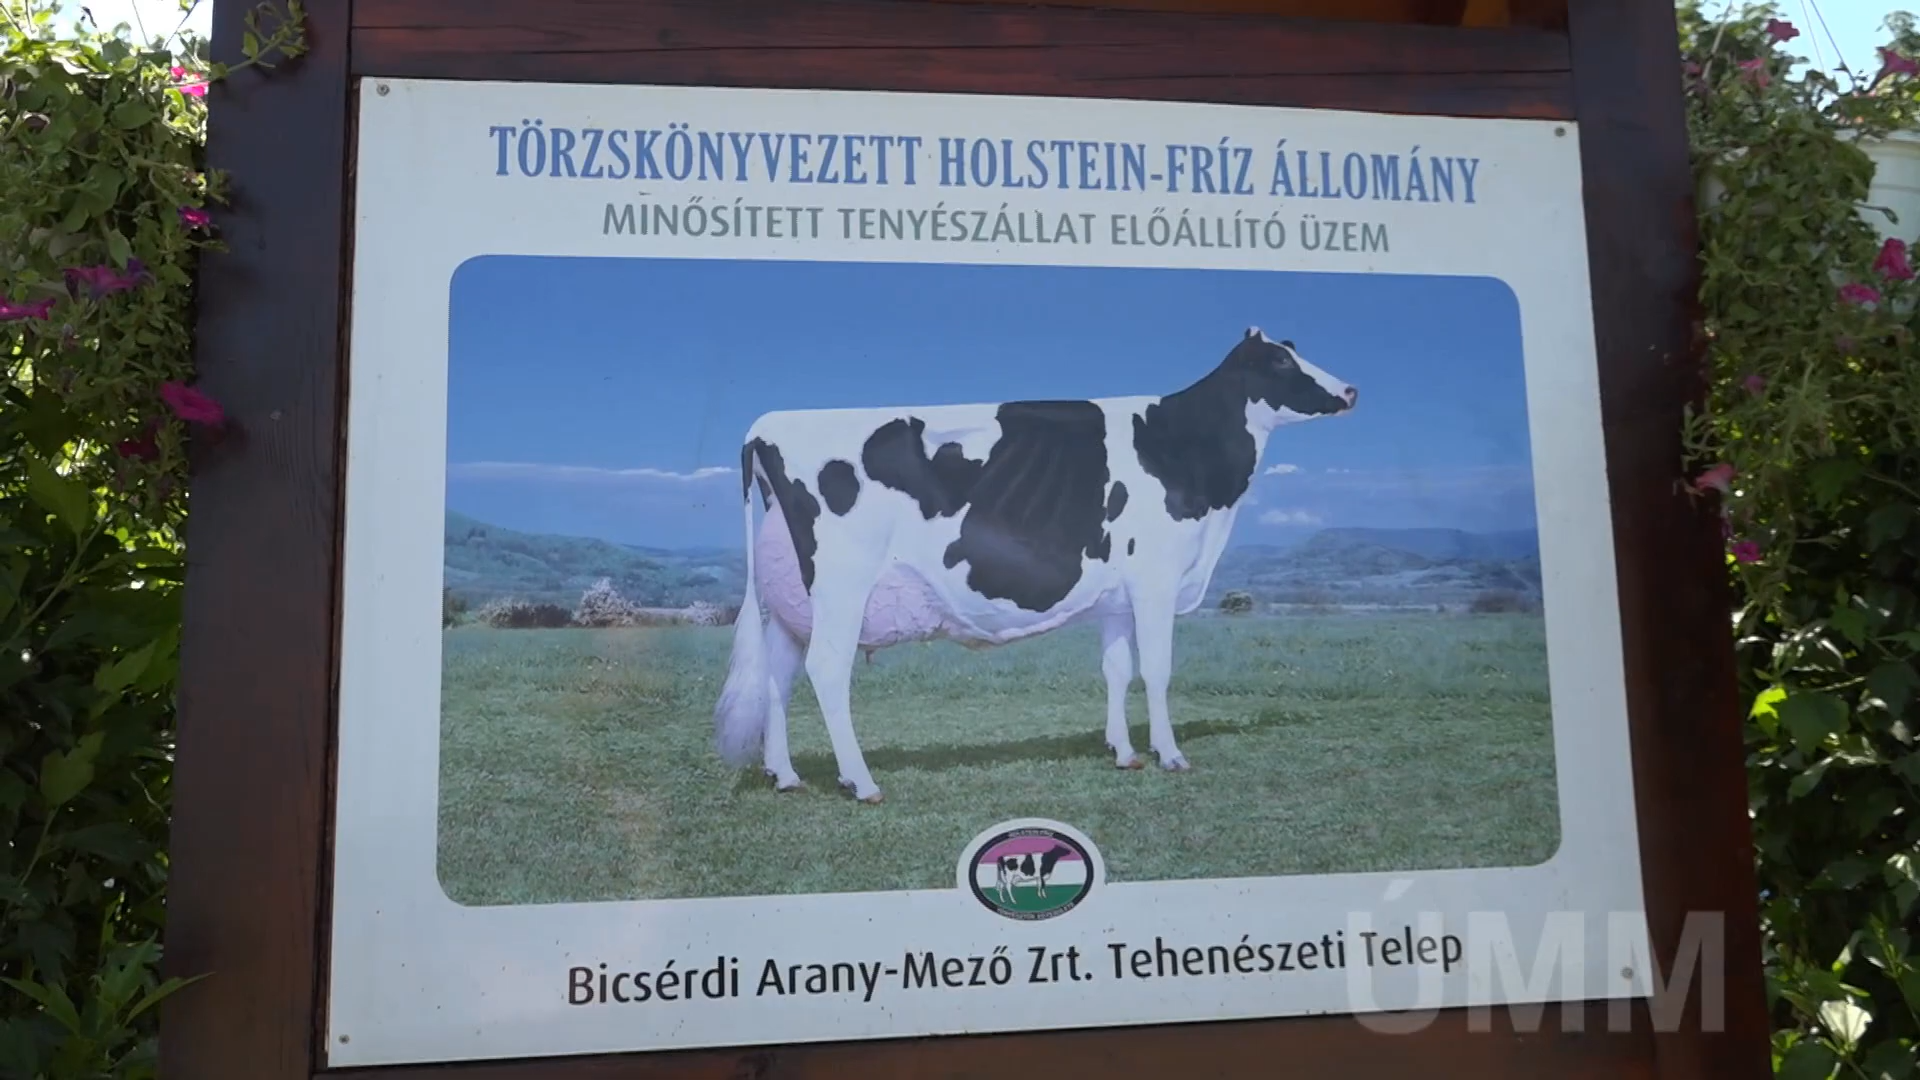 TÖRZSKÖNYVEZETT HOLSTEIN-FRÍZ ÁLLOMÁNY
MINŐSÍTETT TENYÉSZÁLLAT ELŐÁLLÍTÓ ÜZEM
Bicsérdi Arany-Mező Zrt. Tehenészeti Telep
ÚMM